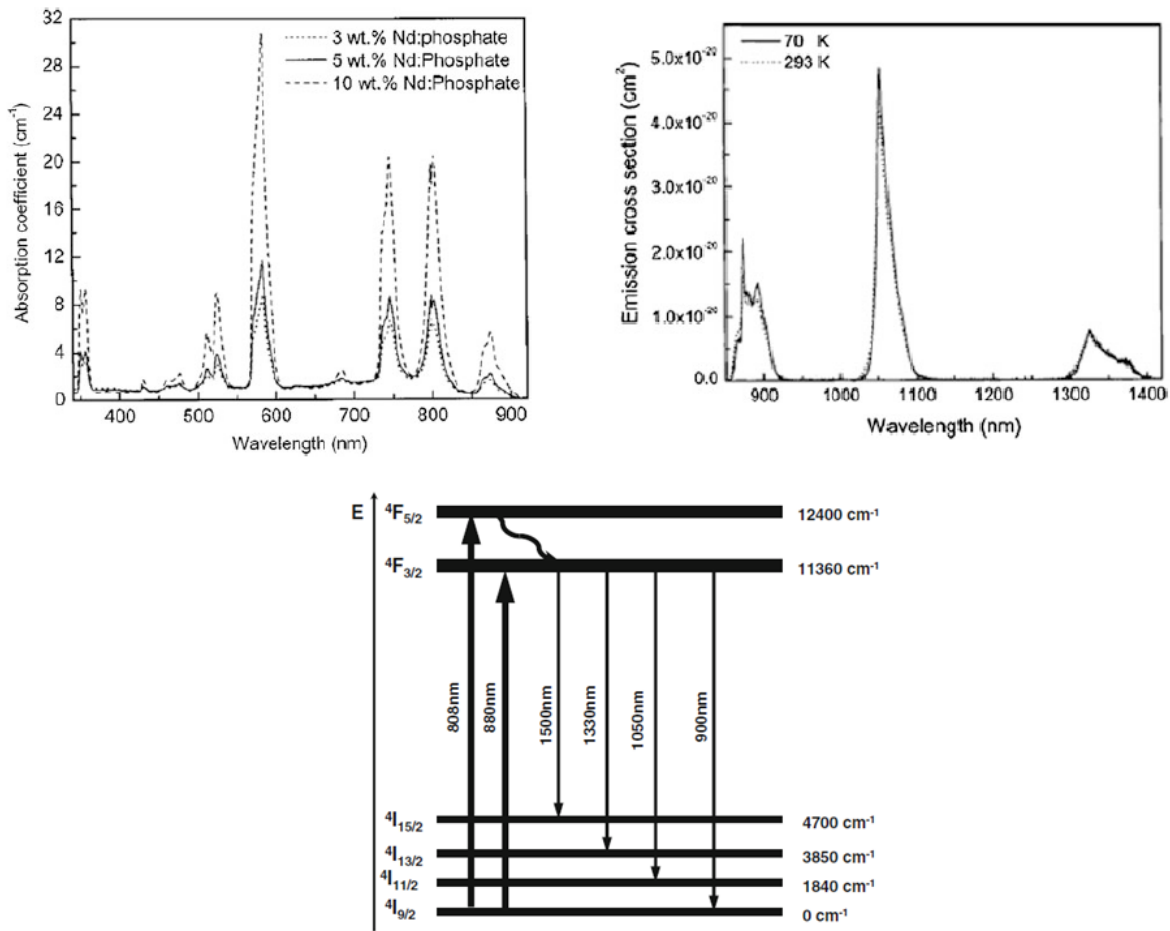 32
28
24
20
16
12
8
4
0
Absorption coefficient (cm⁻¹)
3 wt.% Nd:phosphate
5 wt.% Nd:Phosphate
10 wt.% Nd:Phosphate
400 500 600 700 800 900
Wavelength (nm)
5.0x10⁻²⁰
4.0x10⁻²⁰
3.0x10⁻²⁰
2.0x10⁻²⁰
1.0x10⁻²⁰
0.0
Emission cross section (cm²)
70 K
293 K
900 1000 1100 1200 1300 1400
Wavelength (nm)
E
⁴F₅/₂ 12400 cm⁻¹
⁴F₃/₂ 11360 cm⁻¹
808nm
880nm
1500nm
1330nm
1050nm
900nm
⁴I₁₅/₂ 4700 cm⁻¹
⁴I₁₃/₂ 3850 cm⁻¹
⁴I₁₁/₂ 1840 cm⁻¹
⁴I₉/₂ 0 cm⁻¹